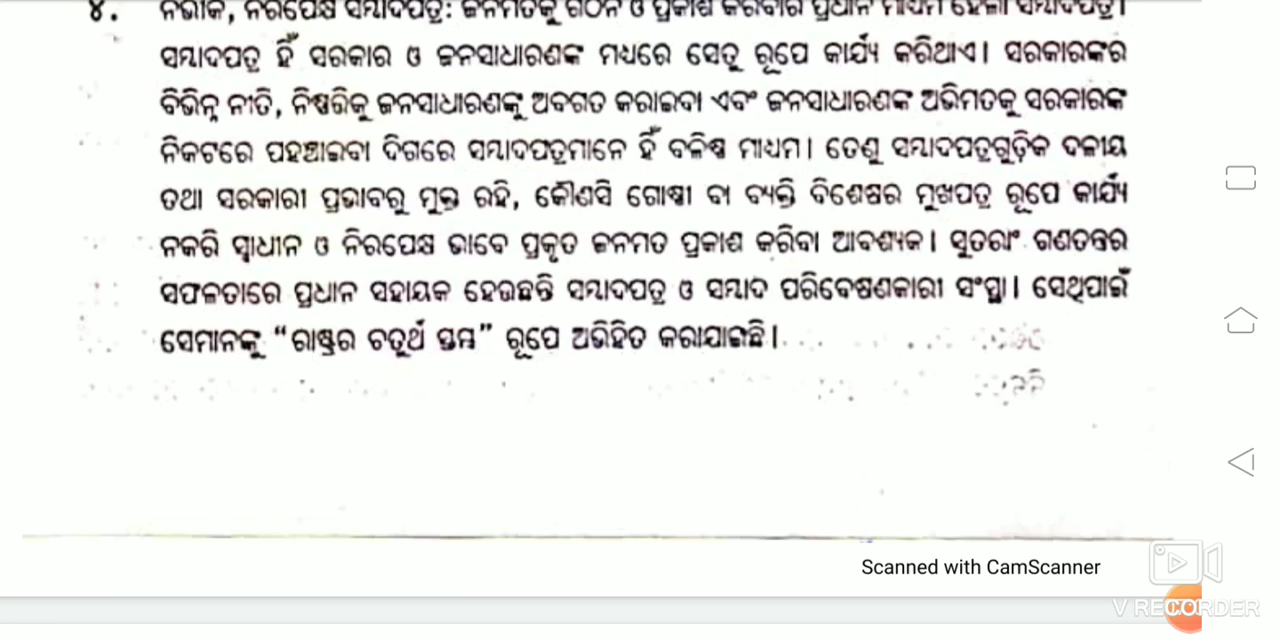 ୪. ନିର୍ଭୀକ, ନିରପେକ୍ଷ ସମ୍ବାଦପତ୍ର: ଜନମତକୁ ଗଠନ ଓ ପ୍ରକାଶ କରିବାର ପ୍ରଧାନ ମାଧ୍ୟମ ହେଲା ସମ୍ବାଦପତ୍ର।
ସମ୍ବାଦପତ୍ର ହିଁ ସରକାର ଓ ଜନସାଧାରଣଙ୍କ ମଧ୍ୟରେ ସେତୁ ରୂପେ କାର୍ଯ୍ୟ କରିଥାଏ। ସରକାରଙ୍କର
ବିଭିନ୍ନ ନୀତି, ନିଷ୍ପତ୍ତିକୁ ଜନସାଧାରଣଙ୍କୁ ଅବଗତ କରାଇବା ଏବଂ ଜନସାଧାରଣଙ୍କ ଅଭିମତକୁ ସରକାରଙ୍କ
ନିକଟରେ ପହଞ୍ଚାଇବା ଦିଗରେ ସମ୍ବାଦପତ୍ରମାନେ ହିଁ ବଳିଷ୍ଠ ମାଧ୍ୟମ। ତେଣୁ ସମ୍ବାଦପତ୍ରଗୁଡ଼ିକ ଦଳୀୟ
ତଥା ସରକାରୀ ପ୍ରଭାବରୁ ମୁକ୍ତ ରହି, କୌଣସି ଗୋଷ୍ଠୀ ବା ବ୍ୟକ୍ତି ବିଶେଷର ମୁଖପତ୍ର ରୂପେ କାର୍ଯ୍ୟ
ନକରି ସ୍ୱାଧୀନ ଓ ନିରପେକ୍ଷ ଭାବେ ପ୍ରକୃତ ଜନମତ ପ୍ରକାଶ କରିବା ଆବଶ୍ୟକ। ସୁତରାଂ ଗଣତନ୍ତ୍ରର
ସଫଳତାରେ ପ୍ରଧାନ ସହାୟକ ହେଉଛନ୍ତି ସମ୍ବାଦପତ୍ର ଓ ସମ୍ବାଦ ପରିବେଷଣକାରୀ ସଂସ୍ଥା। ସେଥିପାଇଁ
ସେମାନଙ୍କୁ “ରାଷ୍ଟ୍ରର ଚତୁର୍ଥ ସ୍ତମ୍ଭ” ରୂପେ ଅଭିହିତ କରାଯାଇଛି।
Scanned with CamScanner
V RECORDER